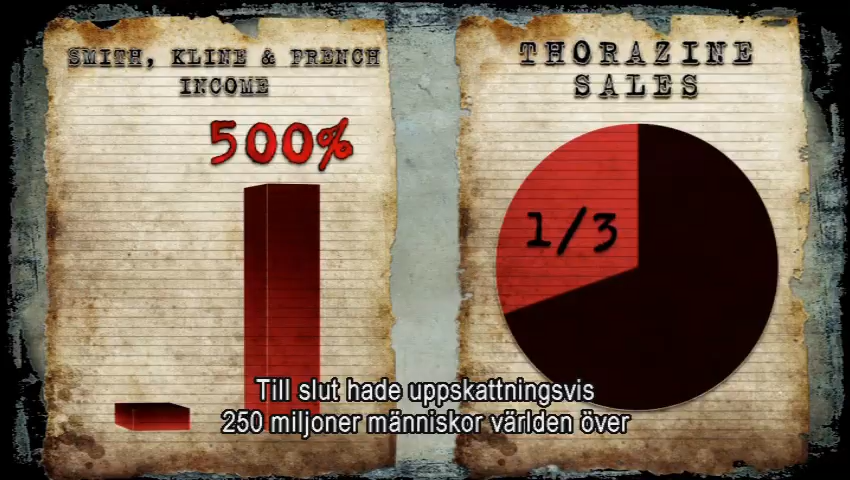 SMITH, KLINE & FRENCH
INCOME
500%
THORAZINE
SALES
1/3
Till slut hade uppskattningsvis
250 miljoner människor världen över